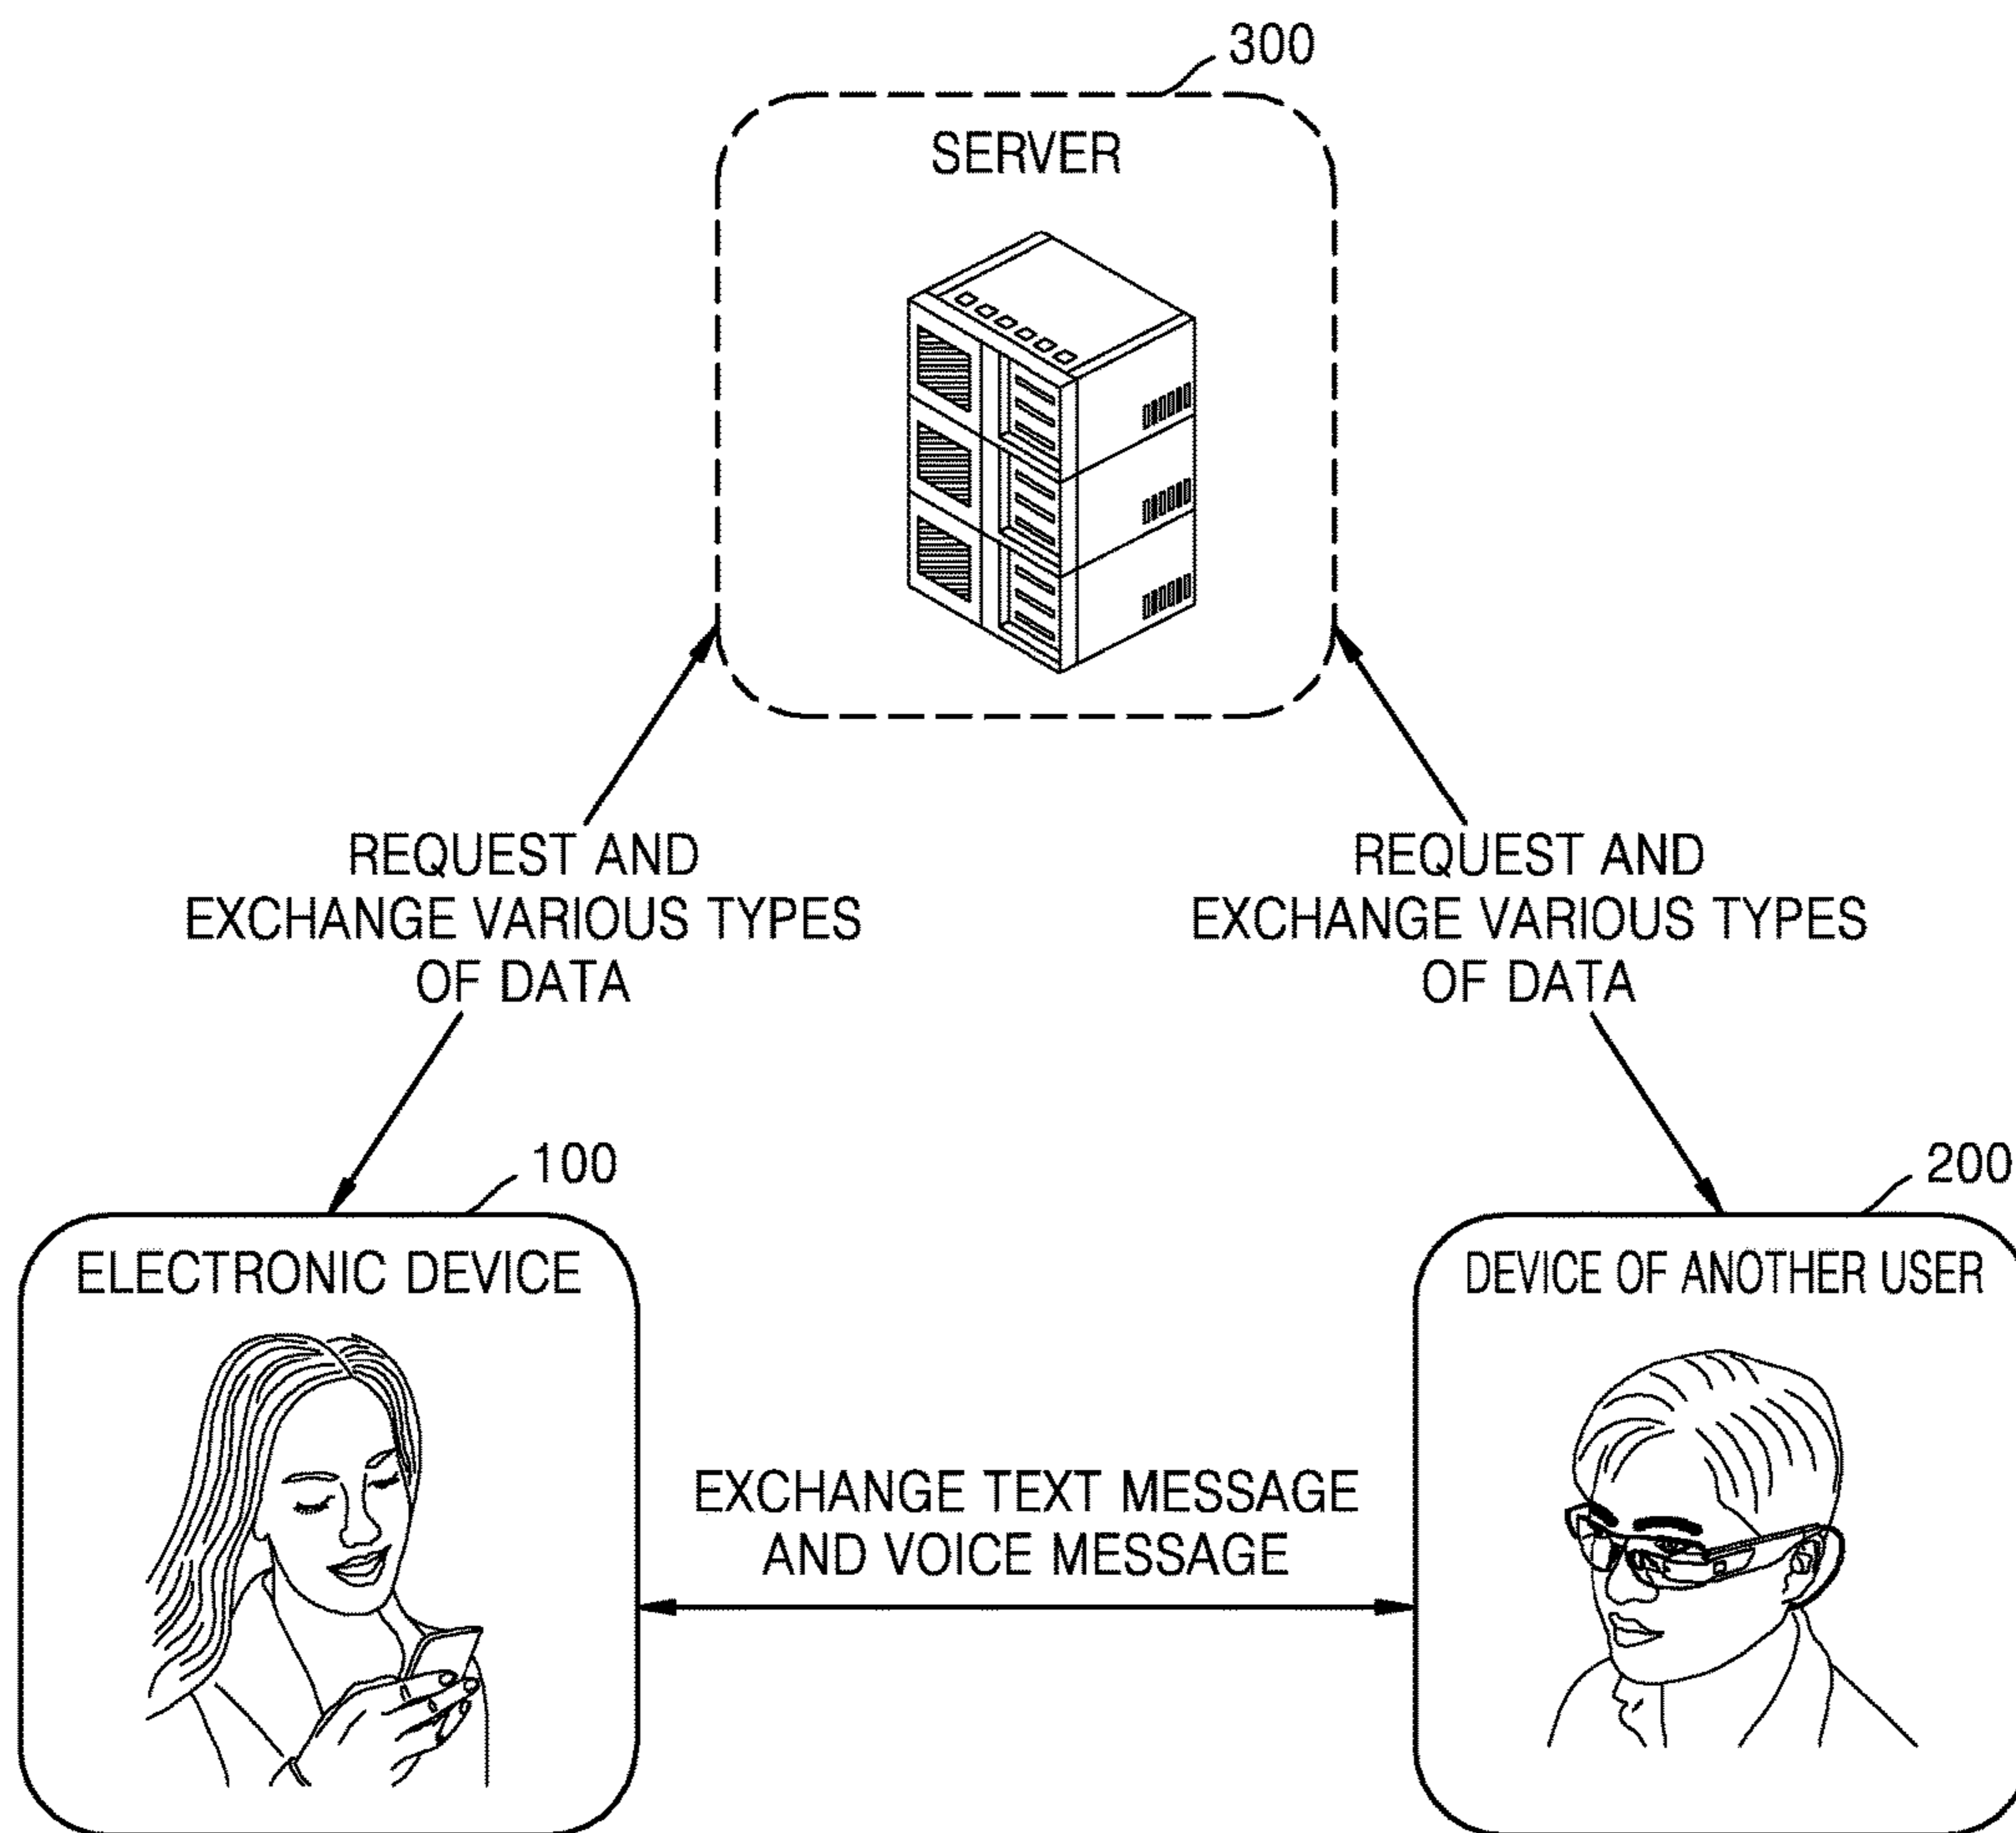 300
SERVER
REQUEST AND
EXCHANGE VARIOUS TYPES
OF DATA
REQUEST AND
EXCHANGE VARIOUS TYPES
OF DATA
100
ELECTRONIC DEVICE
200
DEVICE OF ANOTHER USER
EXCHANGE TEXT MESSAGE
AND VOICE MESSAGE